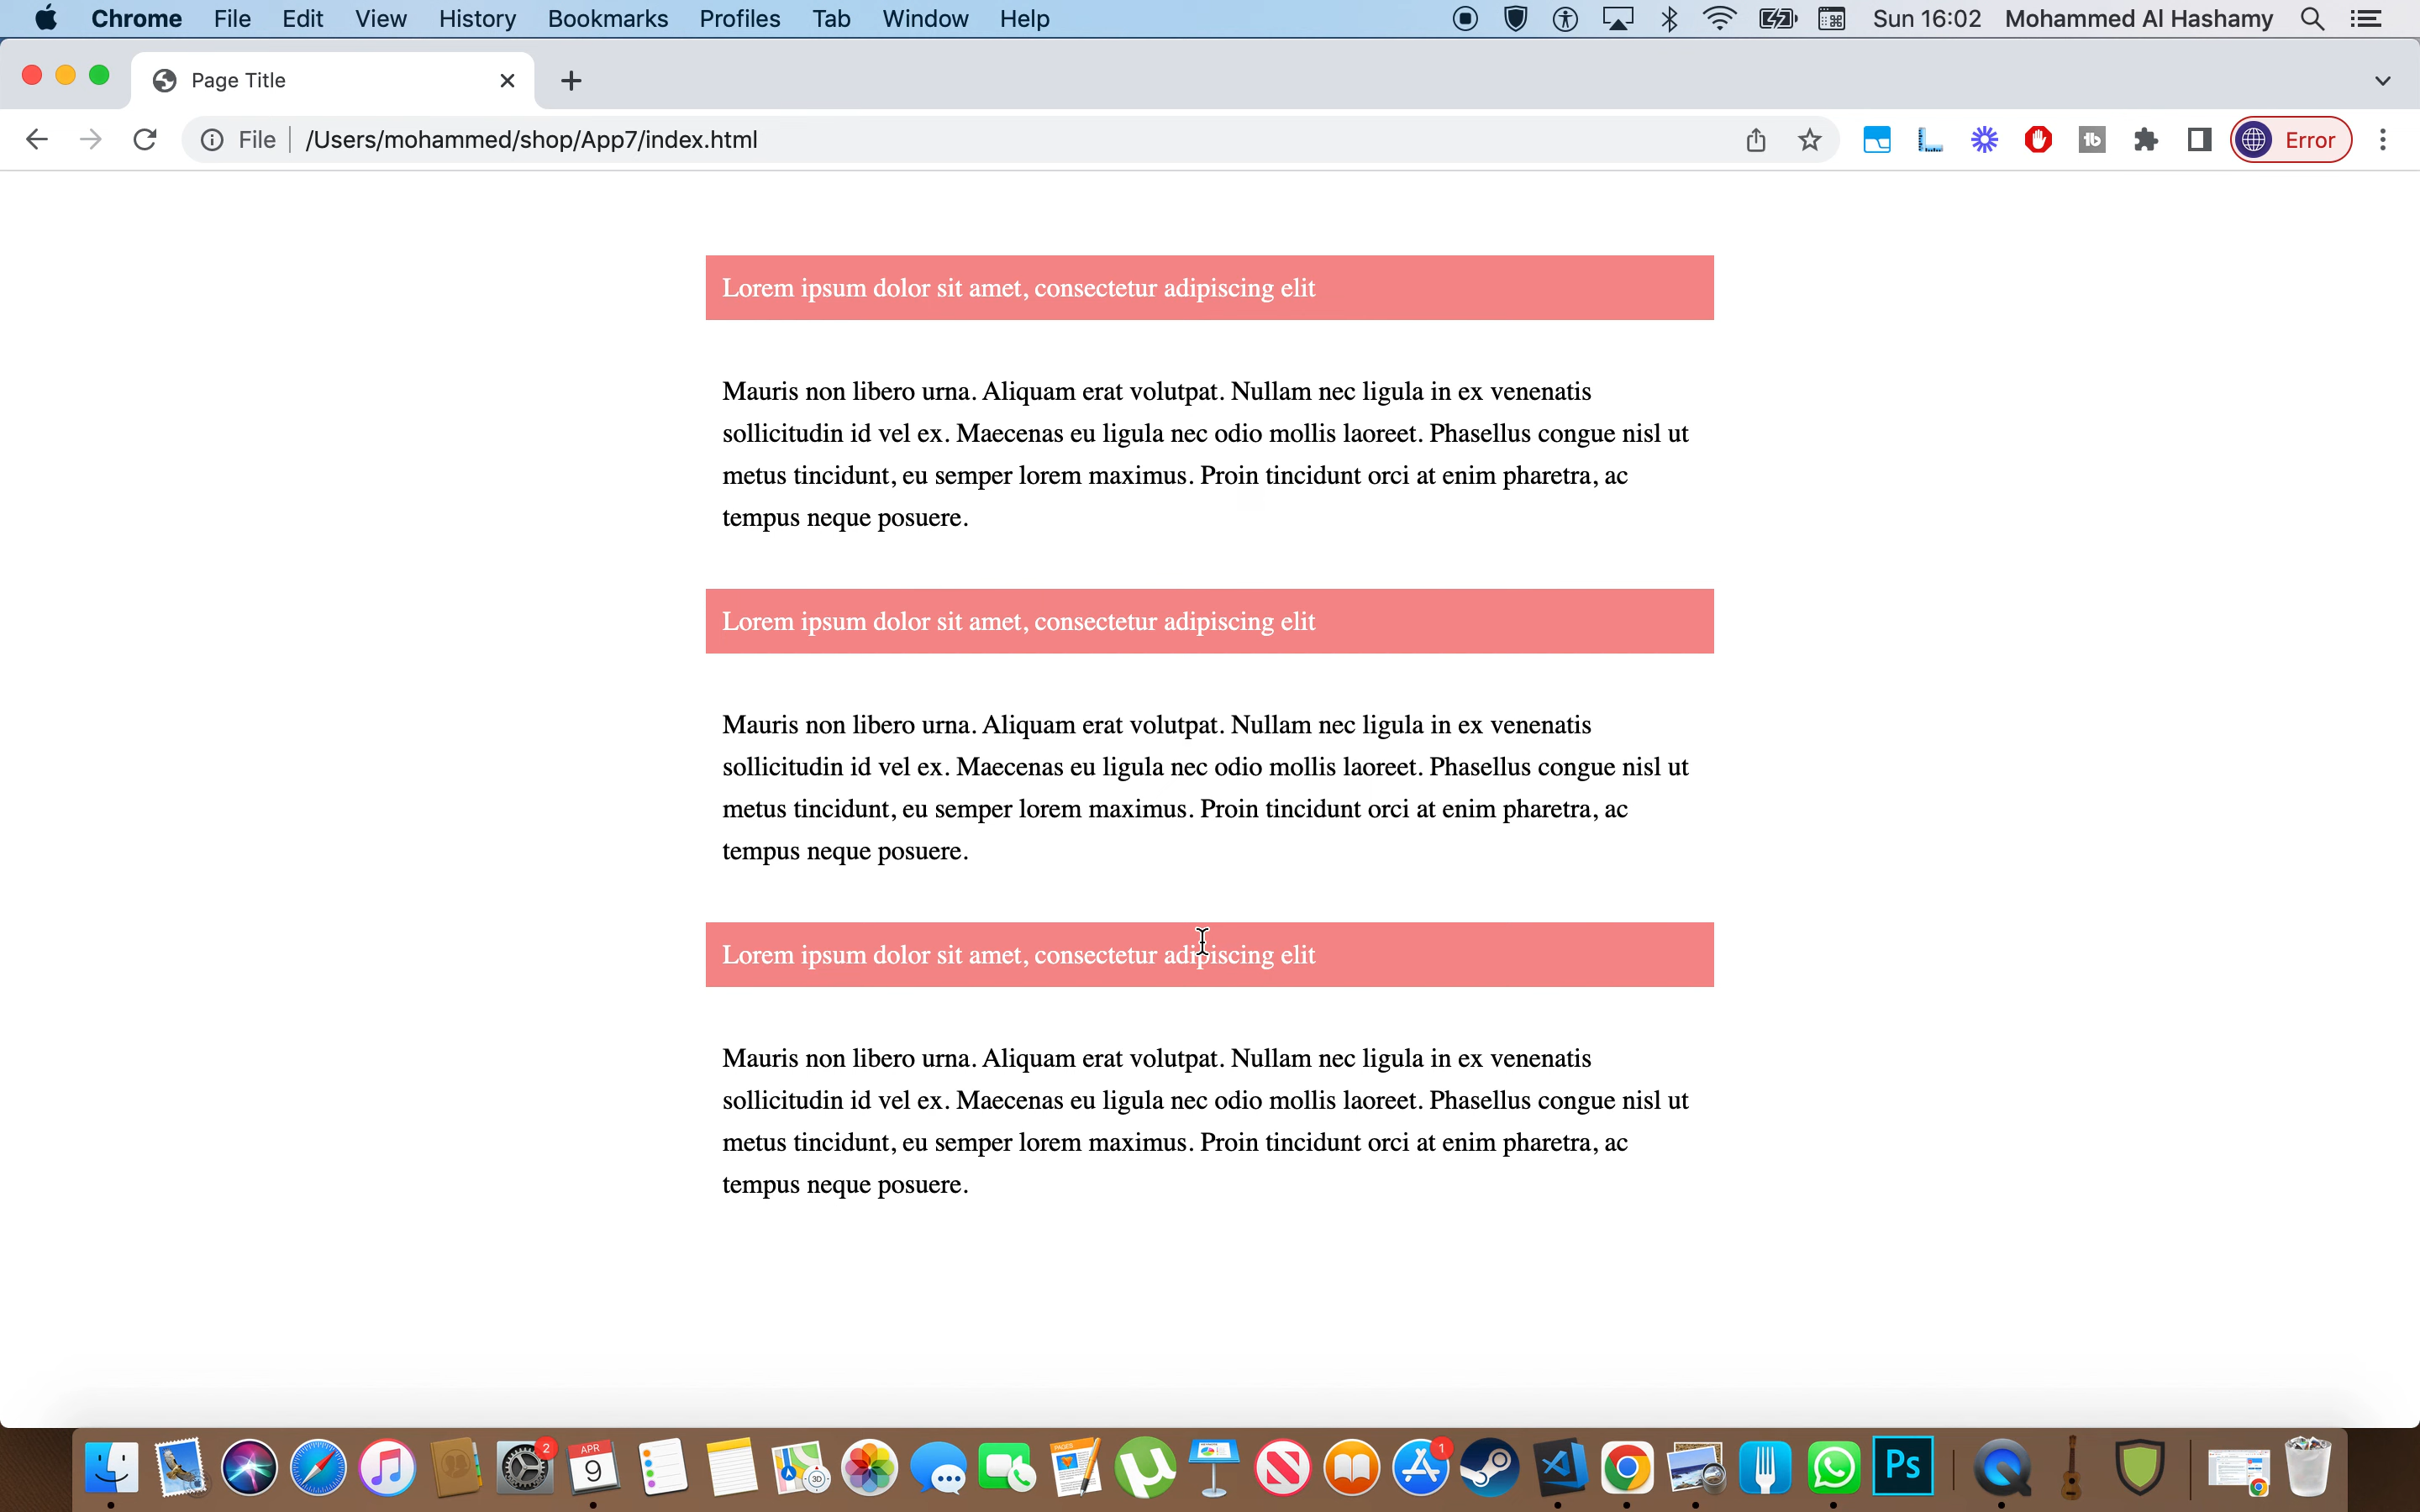 Chrome File Edit View History Bookmarks Profiles Tab Window Help Sun 16:02 Mohammed Al Hashamy
Page Title
File /Users/mohammed/shop/App7/index.html Error
Lorem ipsum dolor sit amet, consectetur adipiscing elit
Mauris non libero urna. Aliquam erat volutpat. Nullam nec ligula in ex venenatis
sollicitudin id vel ex. Maecenas eu ligula nec odio mollis laoreet. Phasellus congue nisl ut
metus tincidunt, eu semper lorem maximus. Proin tincidunt orci at enim pharetra, ac
tempus neque posuere.
Lorem ipsum dolor sit amet, consectetur adipiscing elit
Mauris non libero urna. Aliquam erat volutpat. Nullam nec ligula in ex venenatis
sollicitudin id vel ex. Maecenas eu ligula nec odio mollis laoreet. Phasellus congue nisl ut
metus tincidunt, eu semper lorem maximus. Proin tincidunt orci at enim pharetra, ac
tempus neque posuere.
Lorem ipsum dolor sit amet, consectetur adipiscing elit
Mauris non libero urna. Aliquam erat volutpat. Nullam nec ligula in ex venenatis
sollicitudin id vel ex. Maecenas eu ligula nec odio mollis laoreet. Phasellus congue nisl ut
metus tincidunt, eu semper lorem maximus. Proin tincidunt orci at enim pharetra, ac
tempus neque posuere.
2 APR 9 3D PAGES 1 Ps